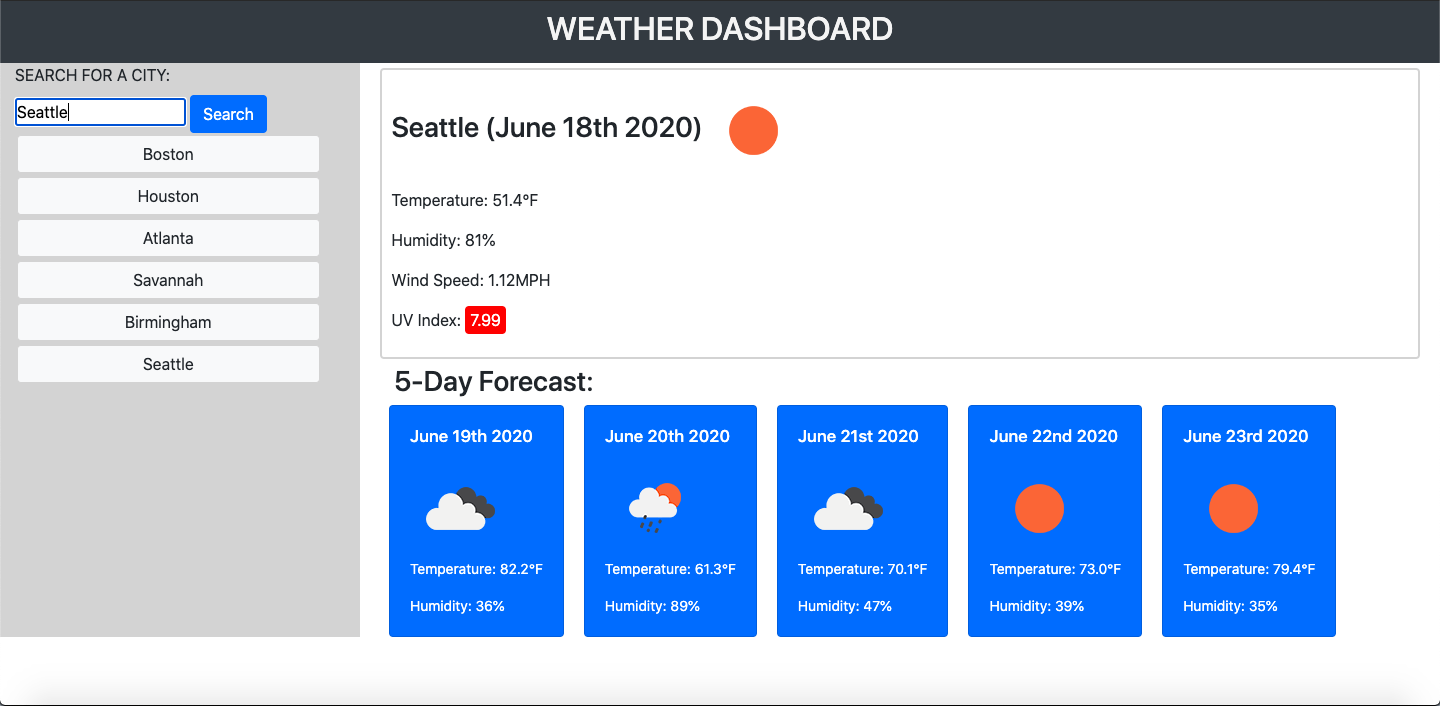 WEATHER DASHBOARD
SEARCH FOR A CITY:
Seattle
Search
Boston
Houston
Atlanta
Savannah
Birmingham
Seattle
Seattle (June 18th 2020)
Temperature: 51.4°F
Humidity: 81%
Wind Speed: 1.12MPH
UV Index: 7.99
5-Day Forecast:
June 19th 2020
Temperature: 82.2°F
Humidity: 36%
June 20th 2020
Temperature: 61.3°F
Humidity: 89%
June 21st 2020
Temperature: 70.1°F
Humidity: 47%
June 22nd 2020
Temperature: 73.0°F
Humidity: 39%
June 23rd 2020
Temperature: 79.4°F
Humidity: 35%